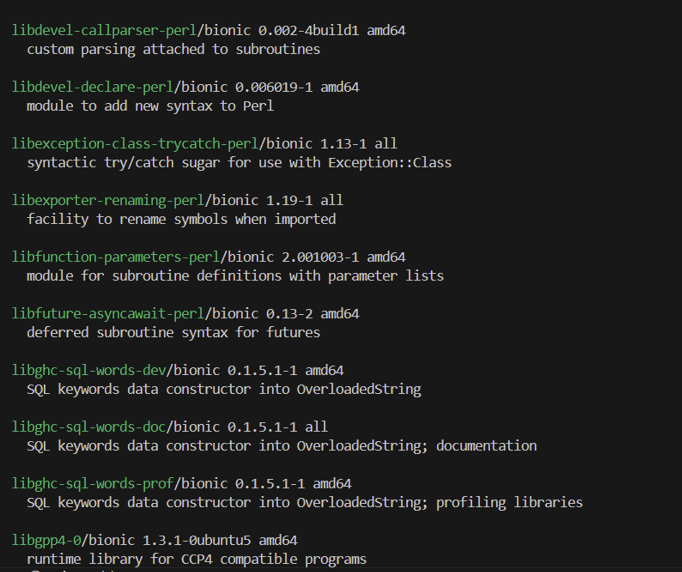 libdevel-callparser-perl/bionic 0.002-4build1 amd64
custom parsing attached to subroutines
libdevel-declare-perl/bionic 0.006019-1 amd64
module to add new syntax to Perl
libexception-class-trycatch-perl/bionic 1.13-1 all
syntactic try/catch sugar for use with Exception::Class
libexporter-renaming-perl/bionic 1.19-1 all
facility to rename symbols when imported
libfunction-parameters-perl/bionic 2.001003-1 amd64
module for subroutine definitions with parameter lists
libfuture-asyncawait-perl/bionic 0.13-2 amd64
deferred subroutine syntax for futures
libghc-sql-words-dev/bionic 0.1.5.1-1 amd64
SQL keywords data constructor into OverloadedString
libghc-sql-words-doc/bionic 0.1.5.1-1 all
SQL keywords data constructor into OverloadedString; documentation
libghc-sql-words-prof/bionic 0.1.5.1-1 amd64
SQL keywords data constructor into OverloadedString; profiling libraries
libgpp4-0/bionic 1.3.1-0ubuntu5 amd64
runtime library for CCP4 compatible programs